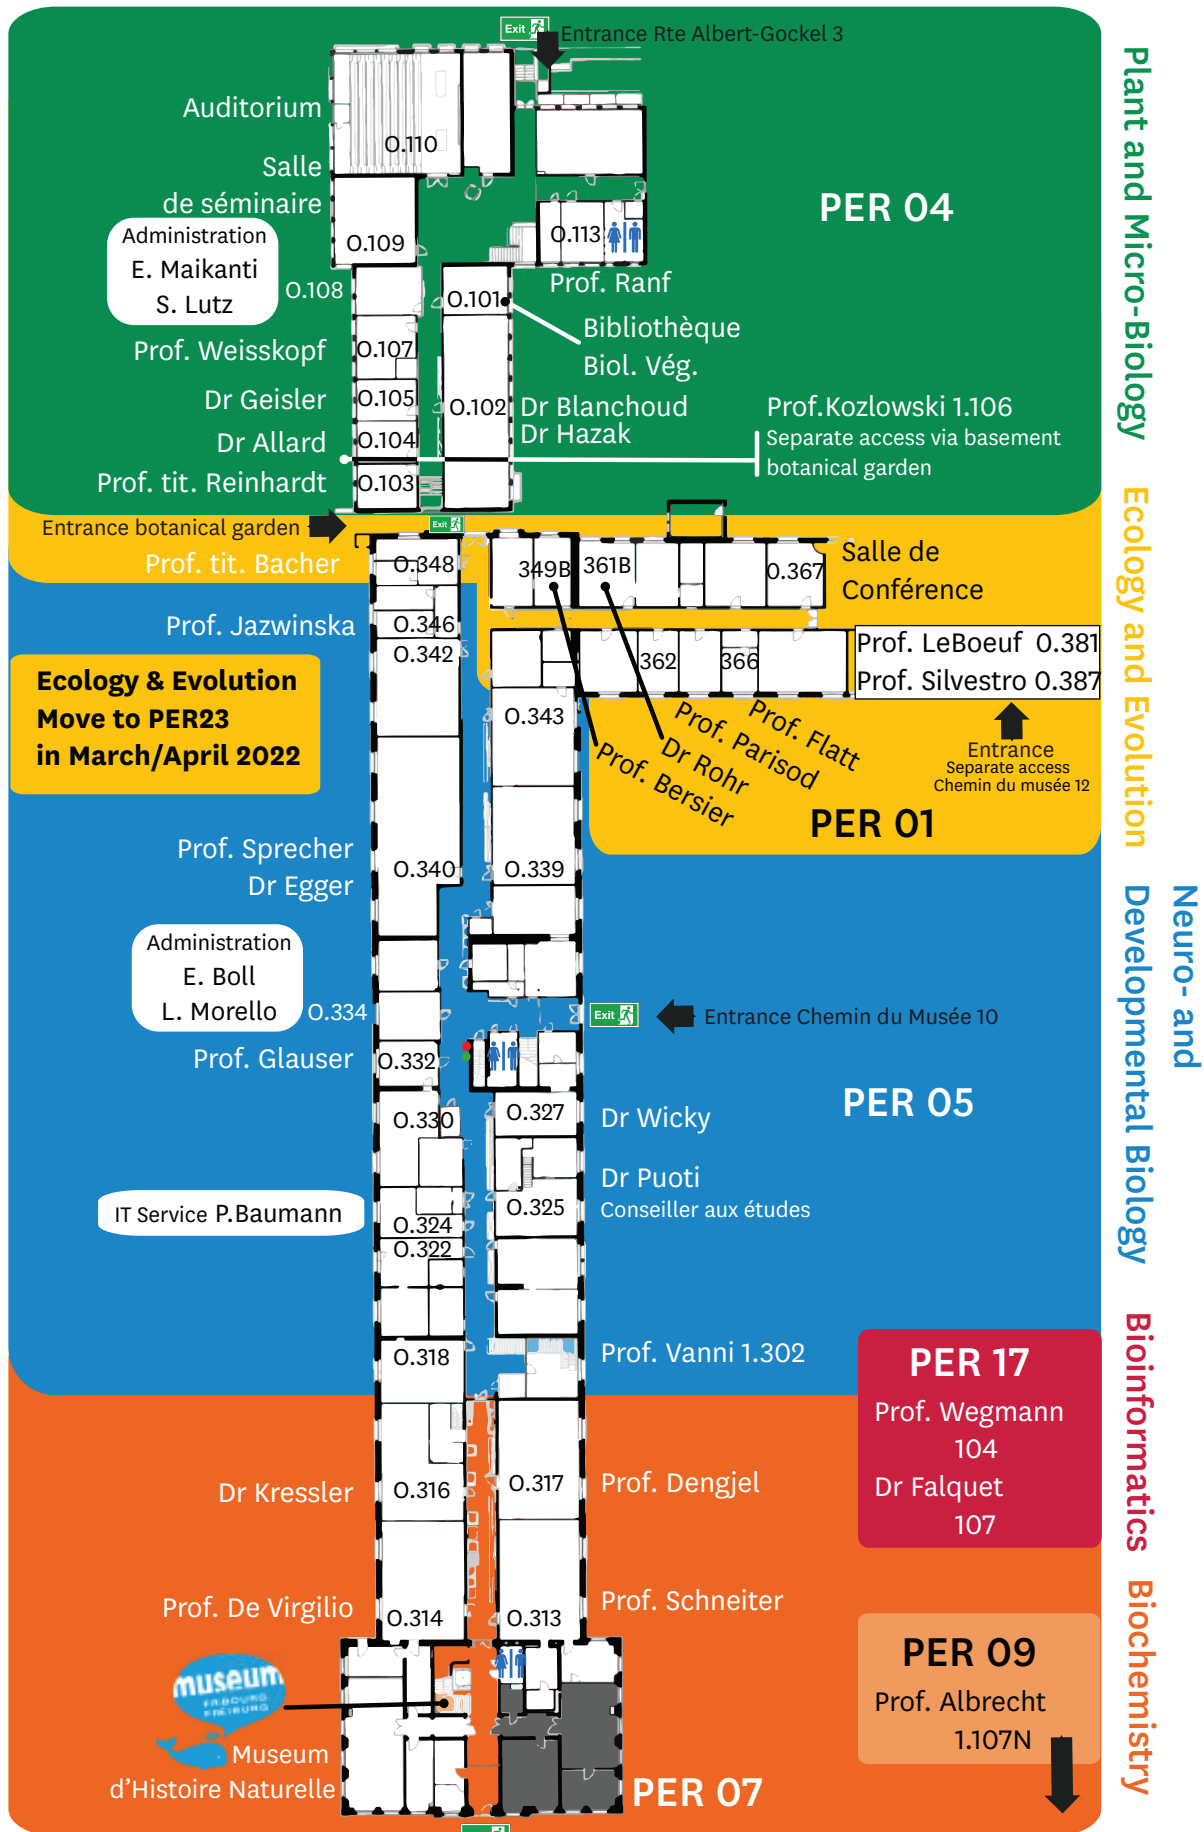 Exit
Entrance Rte Albert-Gockel 3
Auditorium
0.110
Salle
de séminaire
0.109
PER 04
Plant and Micro-Biology
Administration
E. Maikanti
S. Lutz
0.108
0.113
Prof. Ranf
0.101
Bibliothèque
Biol. Vég.
Prof. Weisskopf
0.107
Dr Geisler
0.105
0.102
Dr Blanchoud
Dr Hazak
Prof.Kozlowski 1.106
Separate access via basement
botanical garden
Dr Allard
0.104
Prof. tit. Reinhardt
0.103
Entrance botanical garden
Exit
Prof. tit. Bacher
0.348
349B
361B
0.367
Salle de
Conférence
Ecology and Evolution
Prof. Jazwinska
0.346
0.342
362
366
Prof. LeBoeuf 0.381
Prof. Silvestro 0.387
Ecology & Evolution
Move to PER23
in March/April 2022
0.343
Prof. Flatt
Prof. Parisod
Dr Rohr
Prof. Bersier
Entrance
Separate access
Chemin du musée 12
PER 01
Prof. Sprecher
Dr Egger
0.340
0.339
Neuro- and
Developmental Biology
Administration
E. Boll
L. Morello
0.334
Exit
Entrance Chemin du Musée 10
Prof. Glauser
0.332
PER 05
0.330
0.327
Dr Wicky
Dr Puoti
Conseiller aux études
IT Service P.Baumann
0.324
0.325
0.322
0.318
Prof. Vanni 1.302
PER 17
Prof. Wegmann
104
Dr Falquet
107
Bioinformatics
Dr Kressler
0.316
0.317
Prof. Dengjel
Prof. De Virgilio
0.314
0.313
Prof. Schneiter
Biochemistry
PER 09
Prof. Albrecht
1.107N
museum
FRIBOURG
FREIBURG
Museum
d'Histoire Naturelle
PER 07